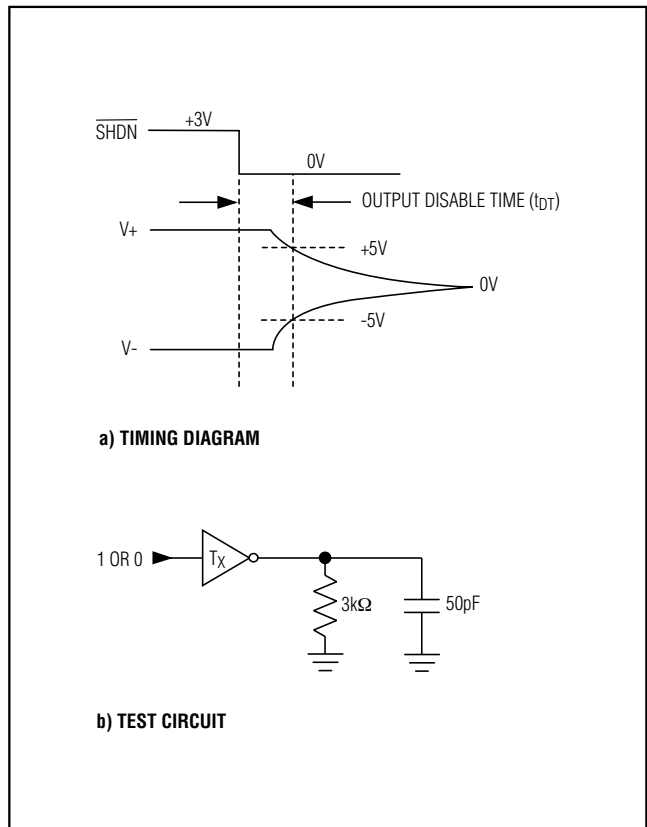 SHDN
+3V
0V
OUTPUT DISABLE TIME (tDT)
V+
+5V
0V
-5V
V-
a) TIMING DIAGRAM
1 OR 0
TX
3kΩ
50pF
b) TEST CIRCUIT